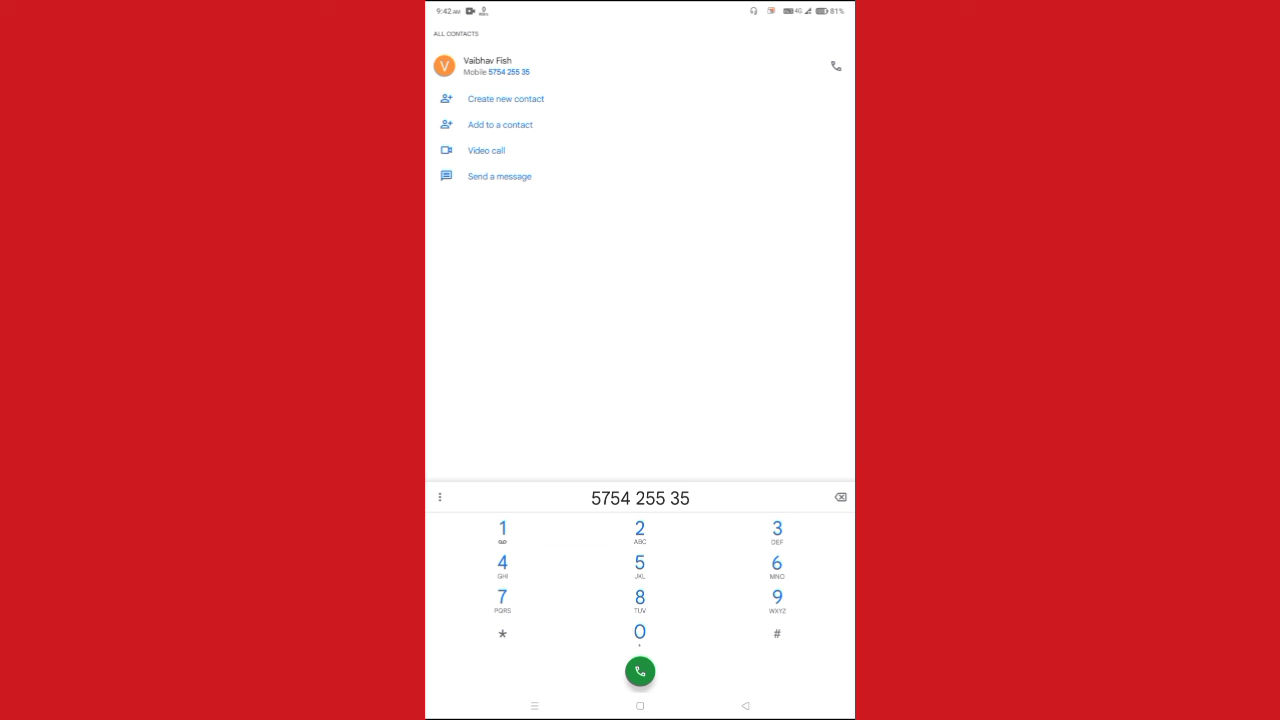 9:42 AM
4G 81%
ALL CONTACTS
V
Vaibhav Fish
Mobile 5754 255 35
Create new contact
Add to a contact
Video call
Send a message
5754 255 35
1 2 3
ABC DEF
4 5 6
GHI JKL MNO
7 8 9
PQRS TUV WXYZ
* 0 #
+